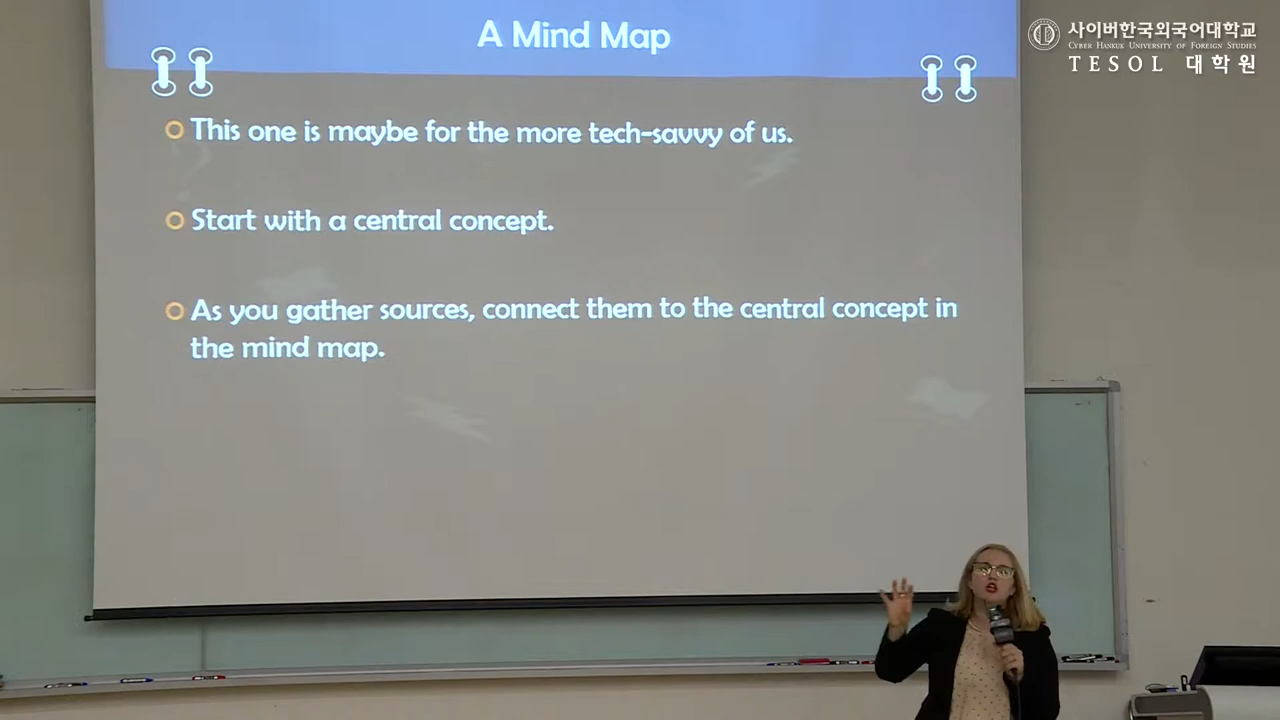 A Mind Map
This one is maybe for the more tech-savvy of us.
Start with a central concept.
As you gather sources, connect them to the central concept in
the mind map.
사이버한국외국어대학교
CYBER HANKUK UNIVERSITY OF FOREIGN STUDIES
TESOL 대학원